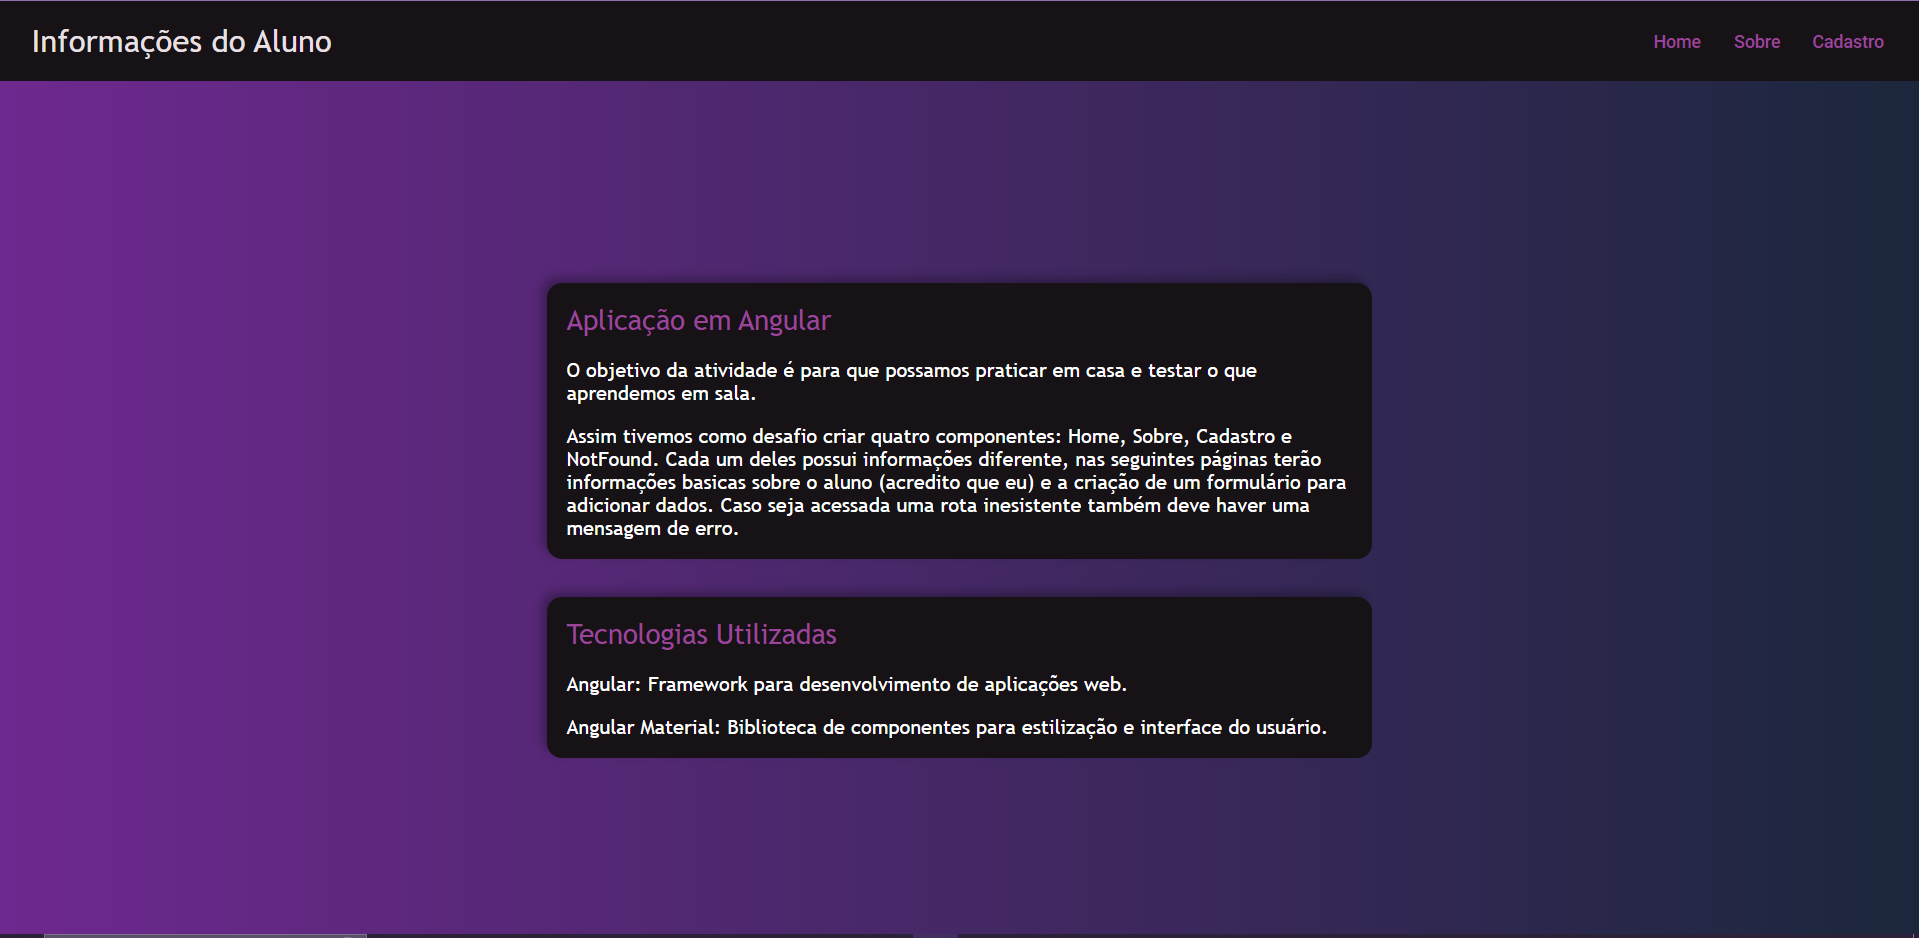 Informações do Aluno
Home Sobre Cadastro
Aplicação em Angular
O objetivo da atividade é para que possamos praticar em casa e testar o que
aprendemos em sala.
Assim tivemos como desafio criar quatro componentes: Home, Sobre, Cadastro e
NotFound. Cada um deles possui informações diferente, nas seguintes páginas terão
informações basicas sobre o aluno (acredito que eu) e a criação de um formulário para
adicionar dados. Caso seja acessada uma rota inesistente também deve haver uma
mensagem de erro.
Tecnologias Utilizadas
Angular: Framework para desenvolvimento de aplicações web.
Angular Material: Biblioteca de componentes para estilização e interface do usuário.